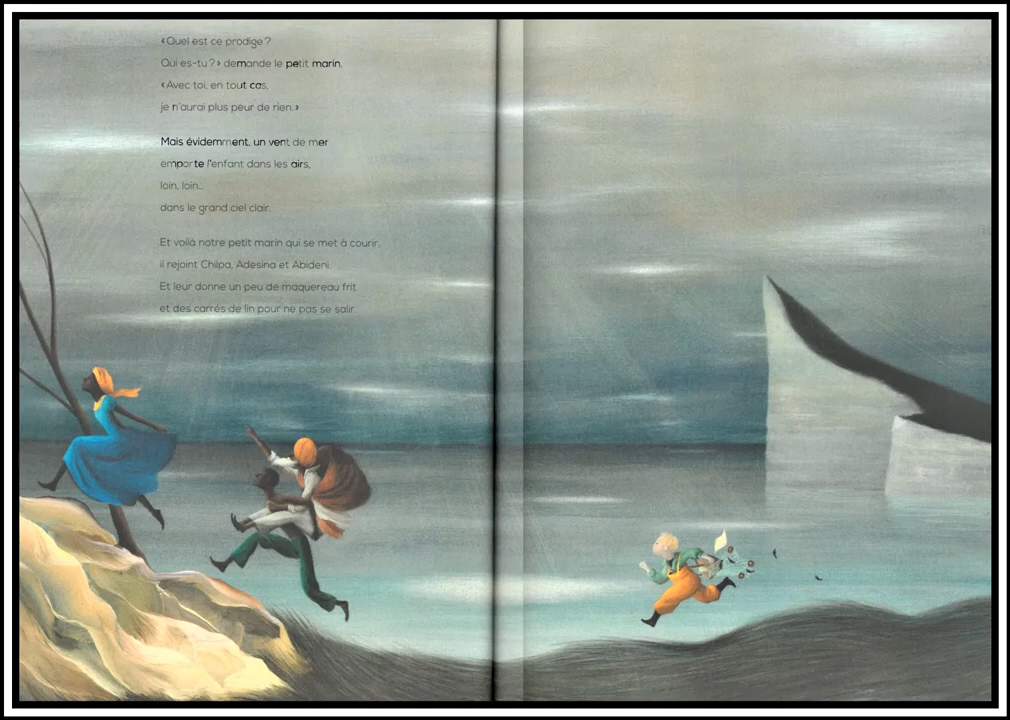 «Quel est ce prodige?
Qui es-tu?» demande le petit marin.
«Avec toi, en tout cas,
je n'aurai plus peur de rien.»
Mais évidemment, un vent de mer
emporte l'enfant dans les airs,
loin, loin...
dans le grand ciel clair.
Et voilà notre petit marin qui se met à courir,
il rejoint Chilpa, Adesina et Abideni.
Et leur donne un peu de maquereau frit
et des carrés de lin pour ne pas se salir.